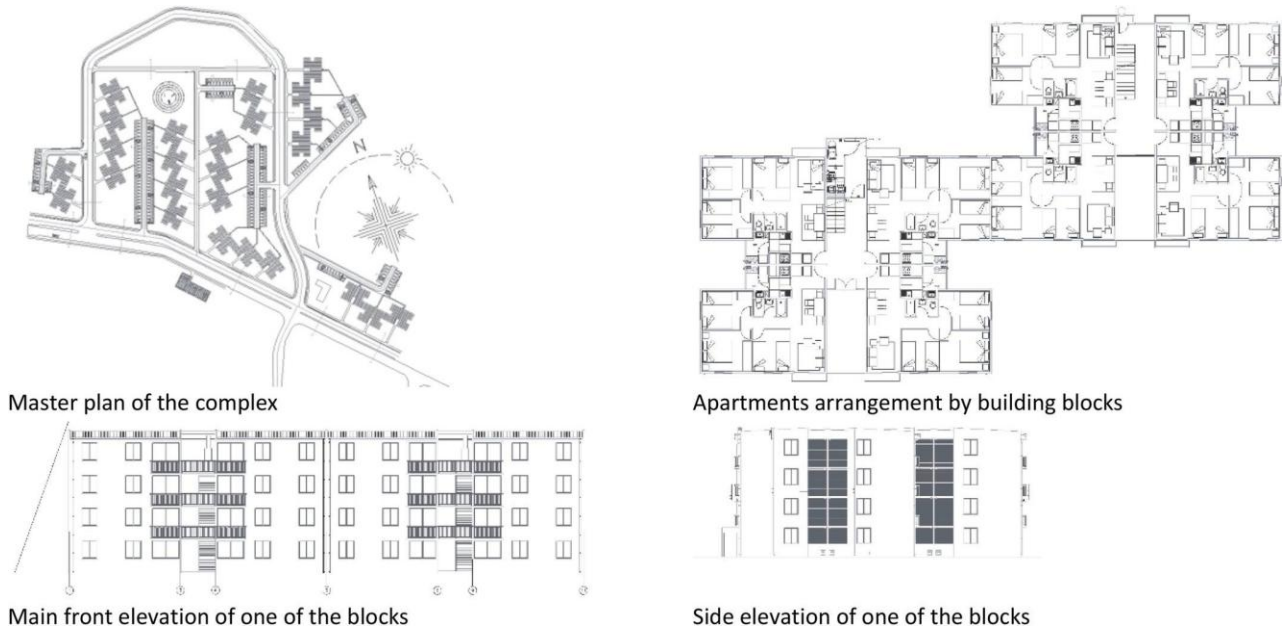 N
Master plan of the complex
Apartments arrangement by building blocks
Main front elevation of one of the blocks
Side elevation of one of the blocks